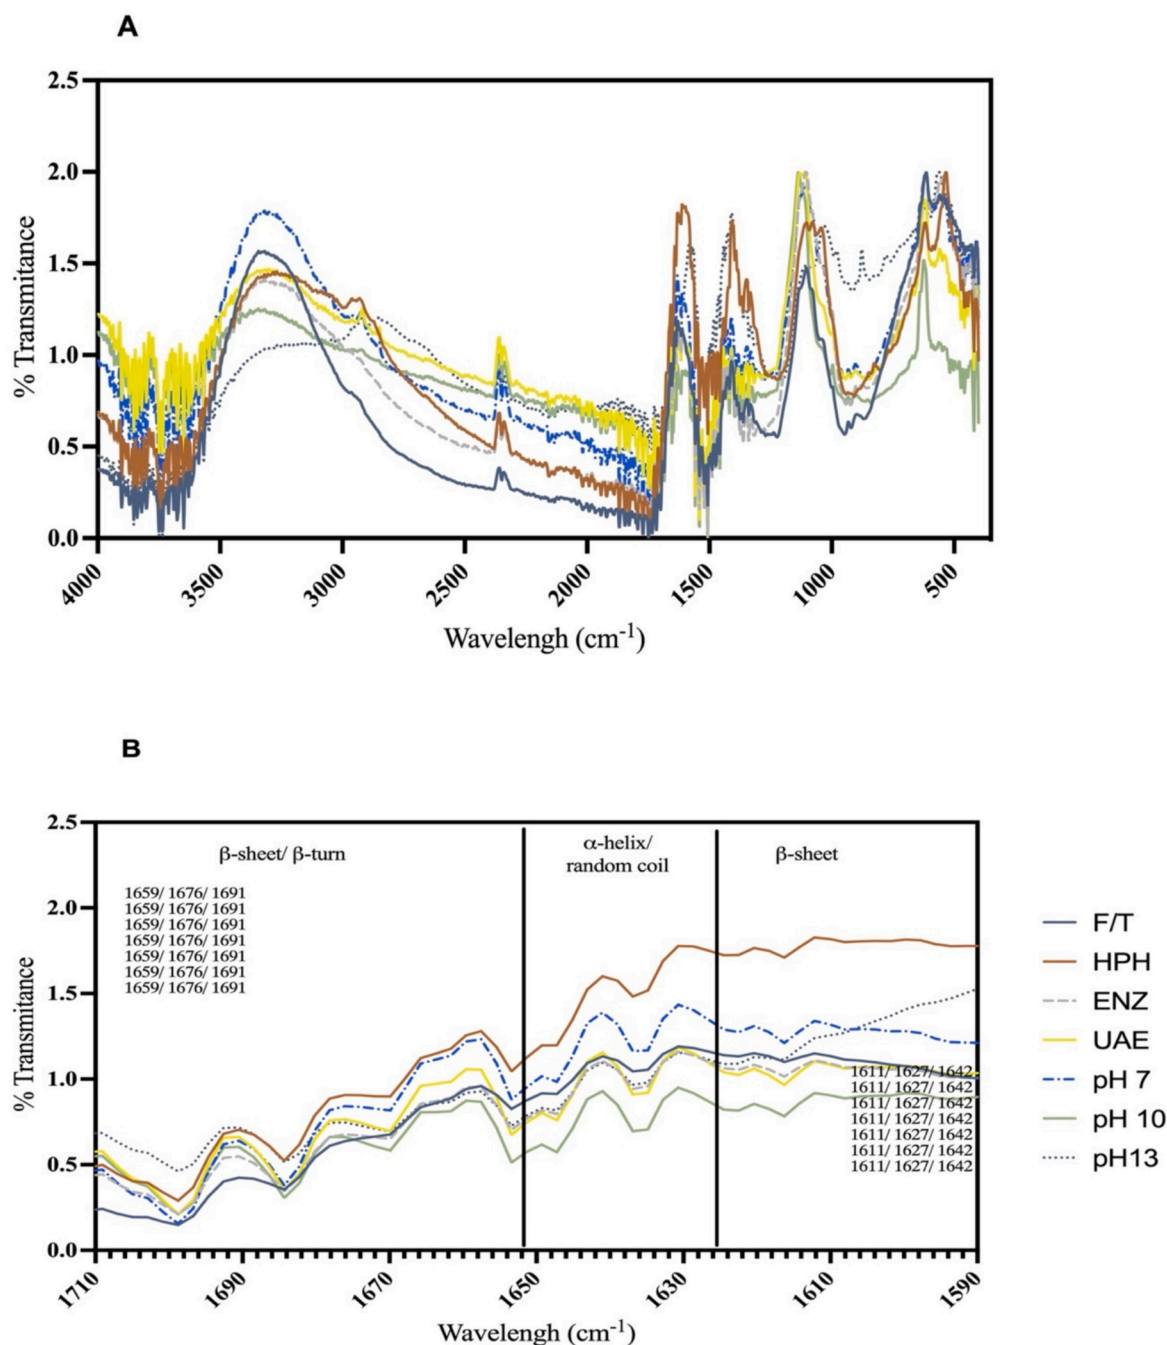 A
2.5
2.0
1.5
1.0
0.5
0.0
% Transmitance
4000 3500 3000 2500 2000 1500 1000 500
Wavelengh (cm-1)
B
2.5
2.0
1.5
1.0
0.5
0.0
% Transmitance
β-sheet/ β-turn
α-helix/
random coil
β-sheet
1659/ 1676/ 1691
1659/ 1676/ 1691
1659/ 1676/ 1691
1659/ 1676/ 1691
1659/ 1676/ 1691
1659/ 1676/ 1691
1659/ 1676/ 1691
1611/ 1627/ 1642
1611/ 1627/ 1642
1611/ 1627/ 1642
1611/ 1627/ 1642
1611/ 1627/ 1642
1611/ 1627/ 1642
1611/ 1627/ 1642
F/T
HPH
ENZ
UAE
pH 7
pH 10
pH13
1710 1690 1670 1650 1630 1610 1590
Wavelengh (cm-1)